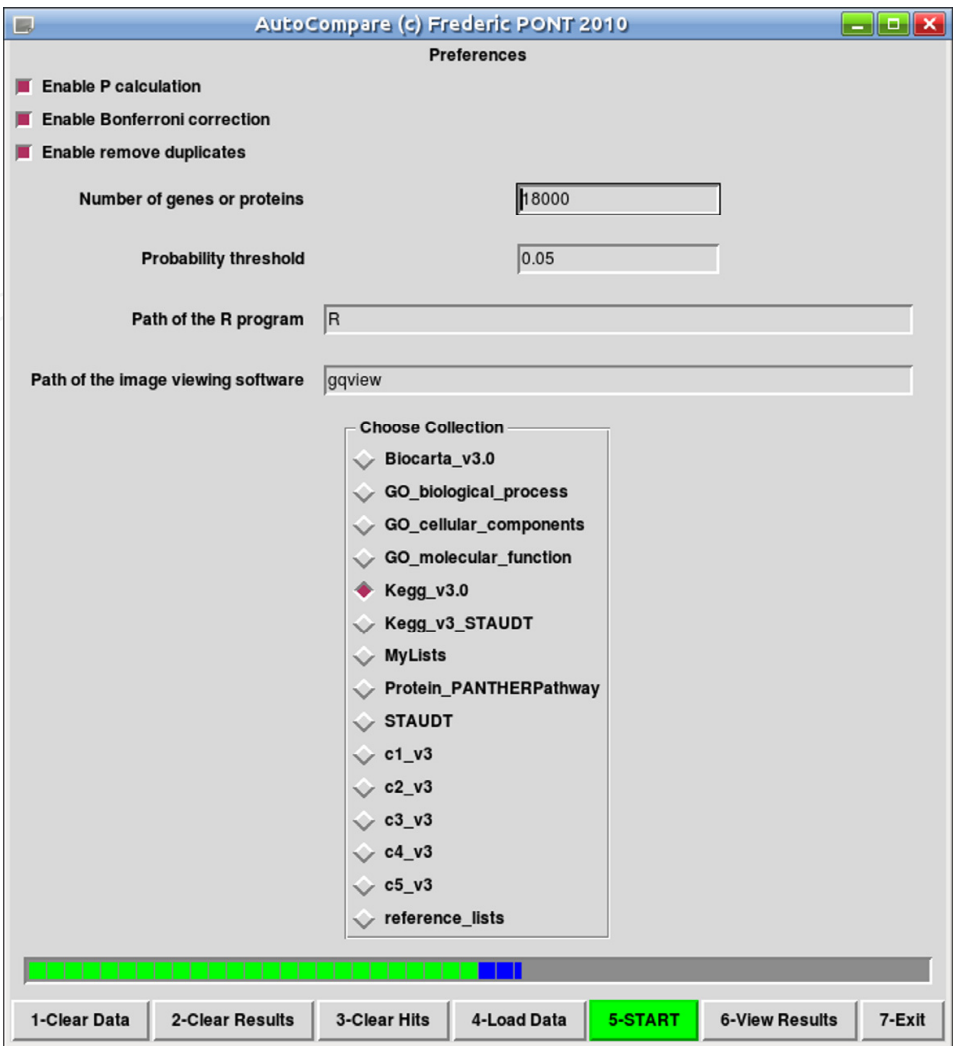 AutoCompare (c) Frederic PONT 2010
Preferences
Enable P calculation
Enable Bonferroni correction
Enable remove duplicates
Number of genes or proteins 18000
Probability threshold 0.05
Path of the R program R
Path of the image viewing software gqview
Choose Collection
Biocarta_v3.0
GO_biological_process
GO_cellular_components
GO_molecular_function
Kegg_v3.0
Kegg_v3_STAUDT
MyLists
Protein_PANTHERPathway
STAUDT
c1_v3
c2_v3
c3_v3
c4_v3
c5_v3
reference_lists
1-Clear Data 2-Clear Results 3-Clear Hits 4-Load Data 5-START 6-View Results 7-Exit